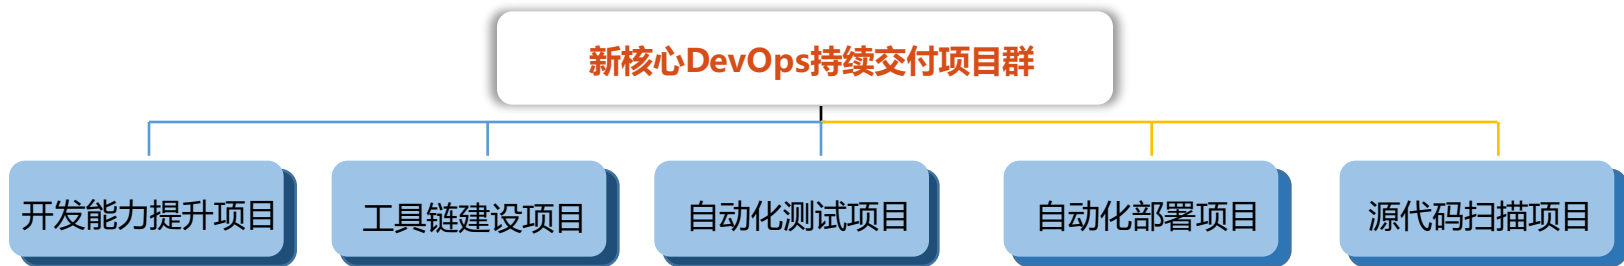 新核心DevOps持续交付项目群
开发能力提升项目
工具链建设项目
自动化测试项目
自动化部署项目
源代码扫描项目